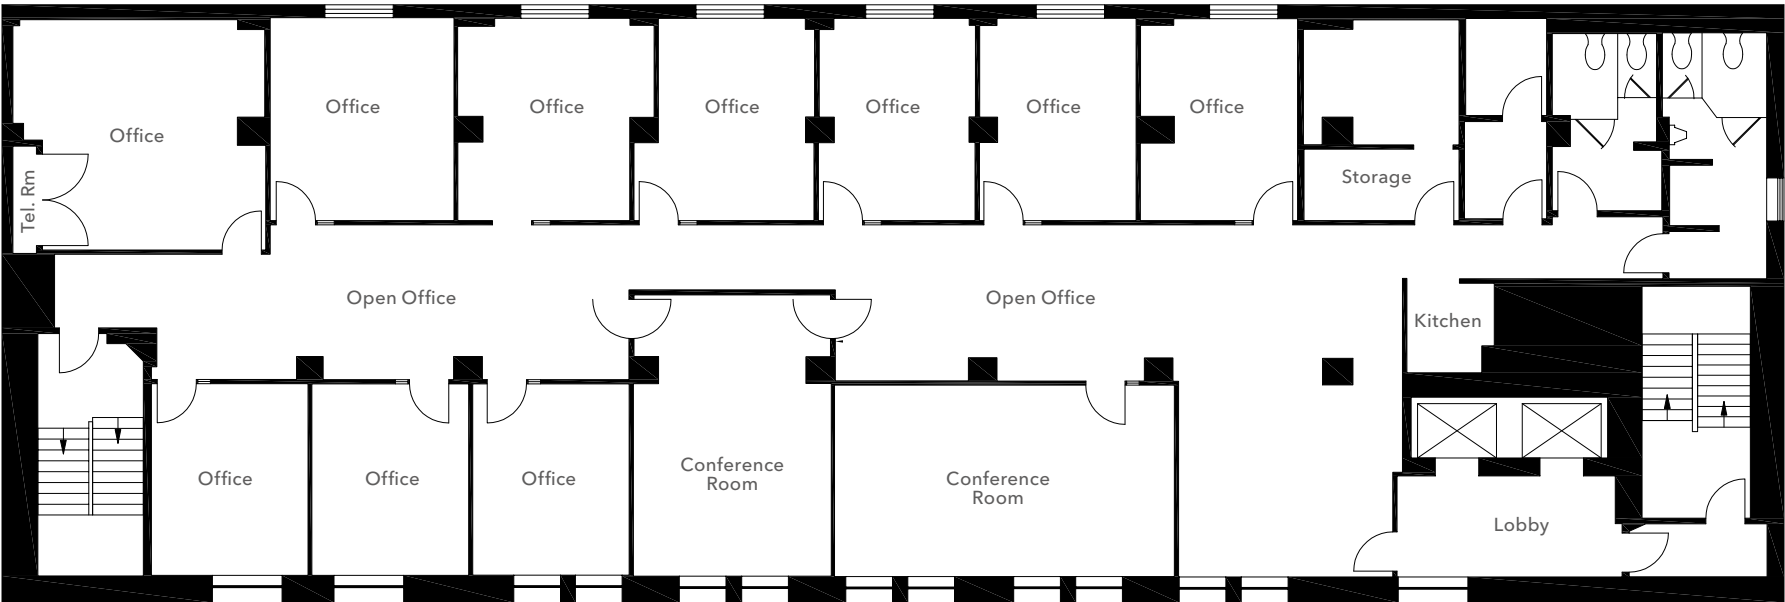 Office
Office
Office
Office
Office
Office
Office
Tel. Rm
Storage
Open Office
Open Office
Kitchen
Office
Office
Office
Conference
Room
Conference
Room
Lobby